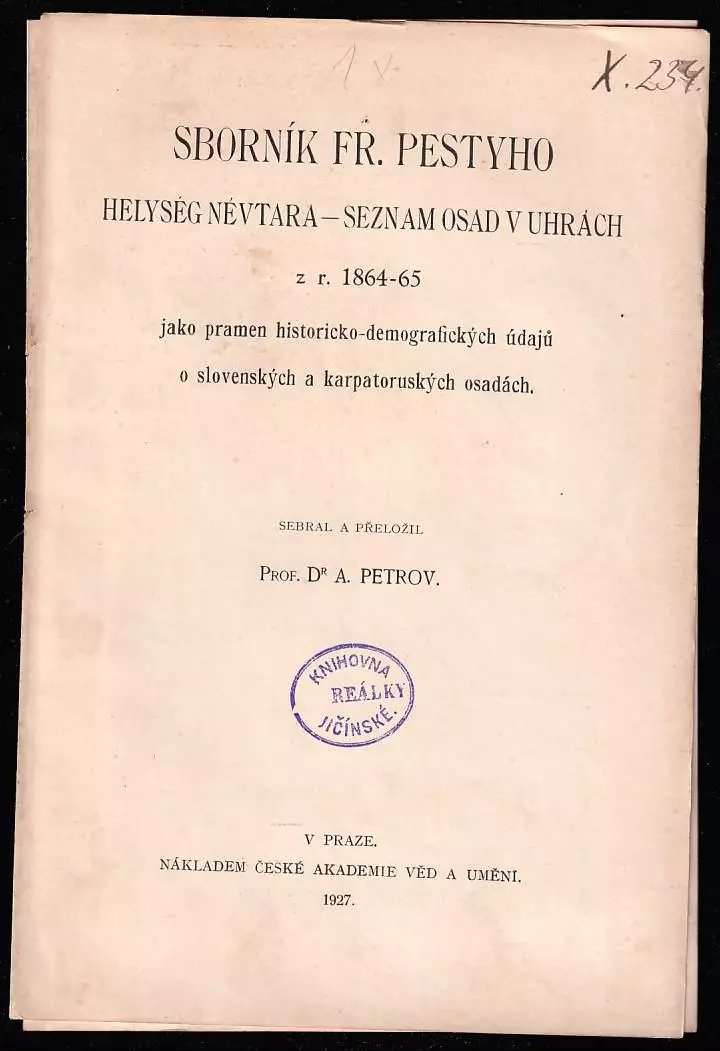 X. 234.
SBORNÍK FR. PESTYHO
HELYSÉG NÉVTARA — SEZNAM OSAD V UHRÁCH
z r. 1864-65
jako pramen historicko-demografických údajů
o slovenských a karpatoruských osadách.
SEBRAL A PŘELOŽIL
PROF. DR A. PETROV.
KNIHOVNA
REÁLKY
JIČÍNSKÉ.
V PRAZE.
NÁKLADEM ČESKÉ AKADEMIE VĚD A UMĚNÍ.
1927.